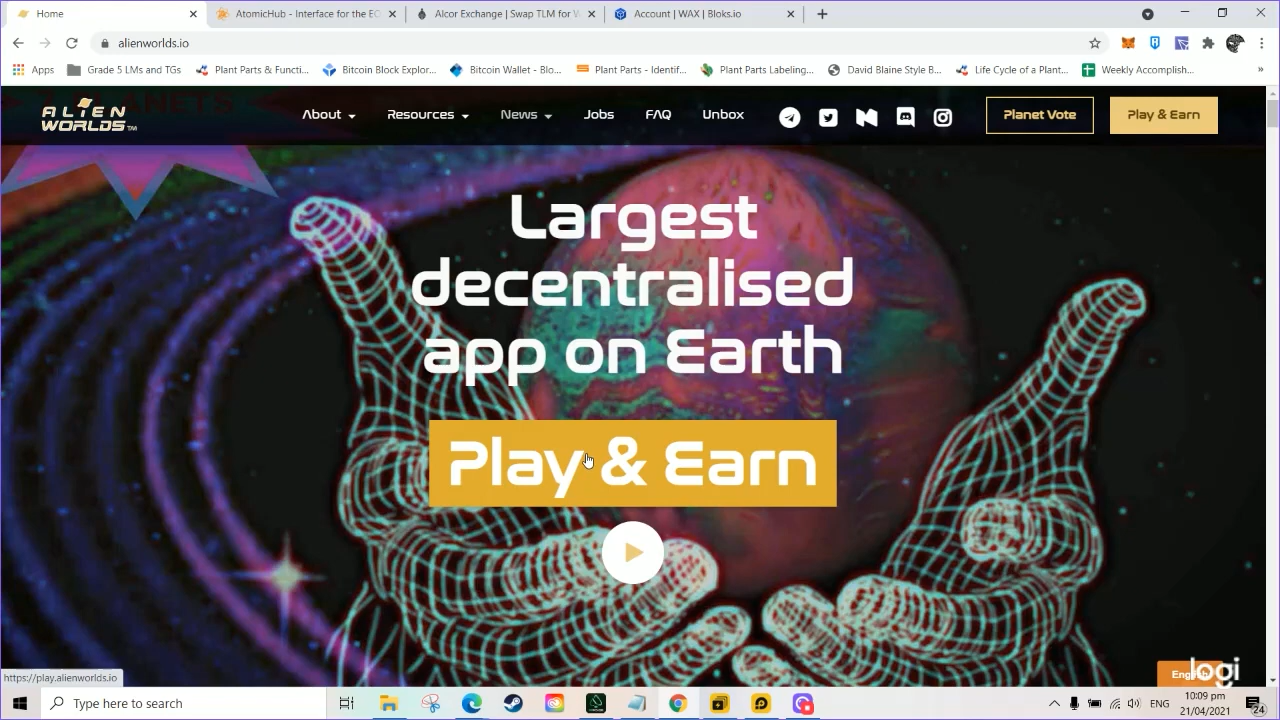 Home
AtomicHub - Interface for the EO
Alcor Exchange | Swap TLM for W
Account | WAX | Bloks.io
alienworlds.io
Apps
Grade 5 LMs and TGs
Plant Parts & Functi...
Bitcoin Block Explor...
Bitcoin Wallet - Blo...
Plant Parts - Identif...
Plant Parts Labeling...
David Blaine Style B...
Life Cycle of a Plant...
Weekly Accomplish...
»
ALIEN
WORLDS™
About
Resources
News
Jobs
FAQ
Unbox
Planet Vote
Play & Earn
Largest
decentralised
app on Earth
Play & Earn
https://play.alienworlds.io
logi
Type here to search
ENG
10:09 pm
21/04/2021
24